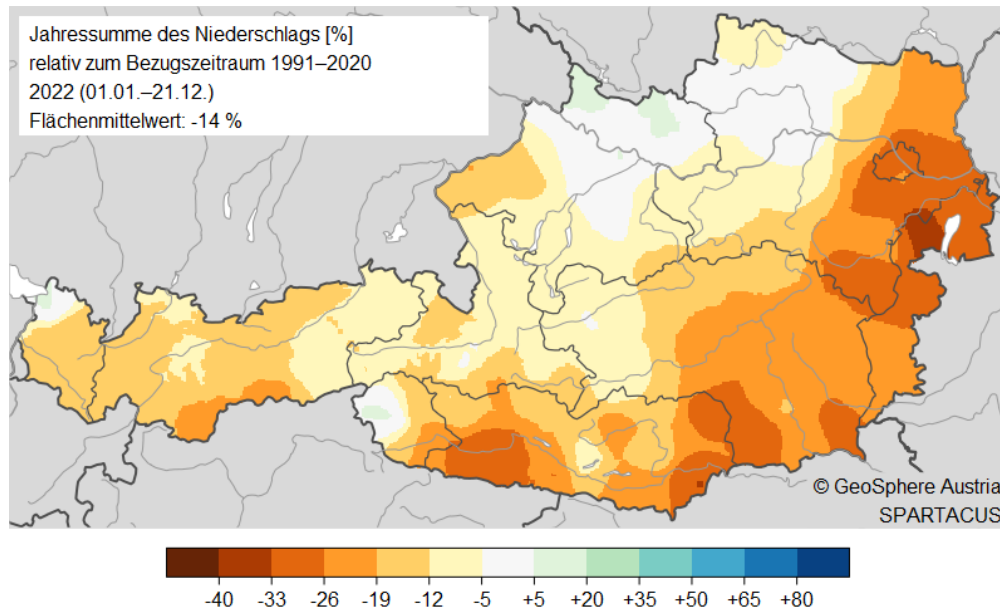 Jahressumme des Niederschlags [%]
relativ zum Bezugszeitraum 1991–2020
2022 (01.01.–21.12.)
Flächenmittelwert: -14 %
© GeoSphere Austria
SPARTACUS
-40 -33 -26 -19 -12 -5 +5 +20 +35 +50 +65 +80